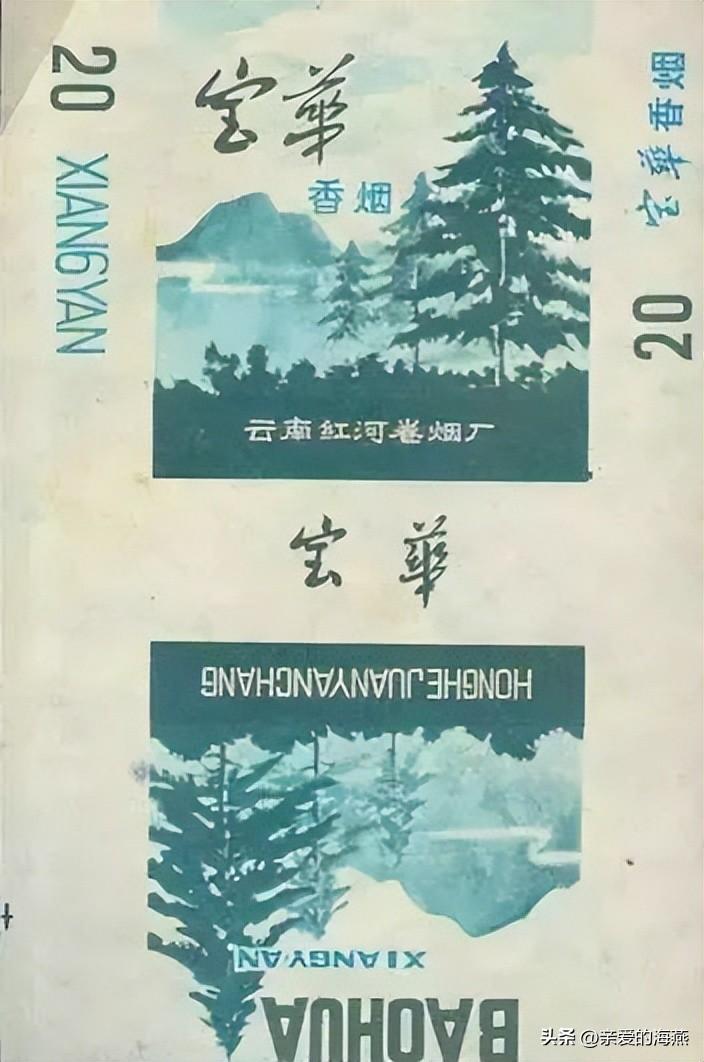 20 XIANGYAN
宝華
香烟
云南红河卷烟厂
宝華香烟 20
宝華
HONGHEJUANYANCHANG
XIANGYAN
BAOHUA
头条 @亲爱的海燕